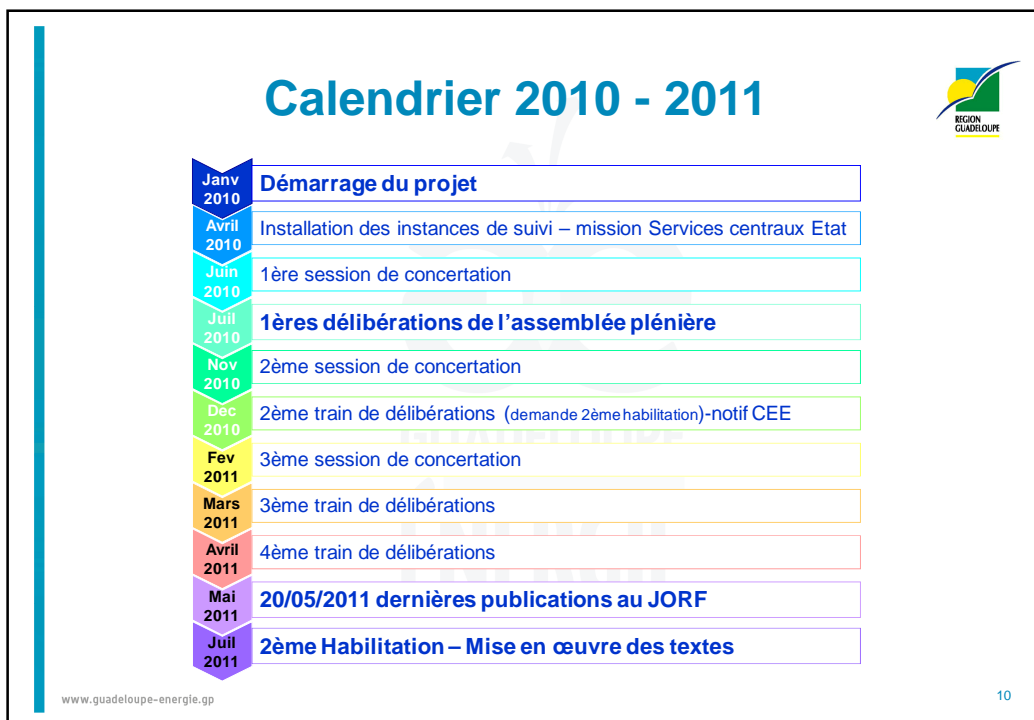 Calendrier 2010 - 2011
REGION
GUADELOUPE
Janv
2010
Démarrage du projet
Avril
2010
Installation des instances de suivi – mission Services centraux Etat
Juin
2010
1ère session de concertation
Juil
2010
1ères délibérations de l’assemblée plénière
Nov
2010
2ème session de concertation
Dec
2010
2ème train de délibérations (demande 2ème habilitation)-notif CEE
GUADELOUPE
Fev
2011
3ème session de concertation
Mars
2011
3ème train de délibérations
ENERGIE
Avril
2011
4ème train de délibérations
Mai
2011
20/05/2011 dernières publications au JORF
Juil
2011
2ème Habilitation – Mise en œuvre des textes
www.guadeloupe-energie.gp
10